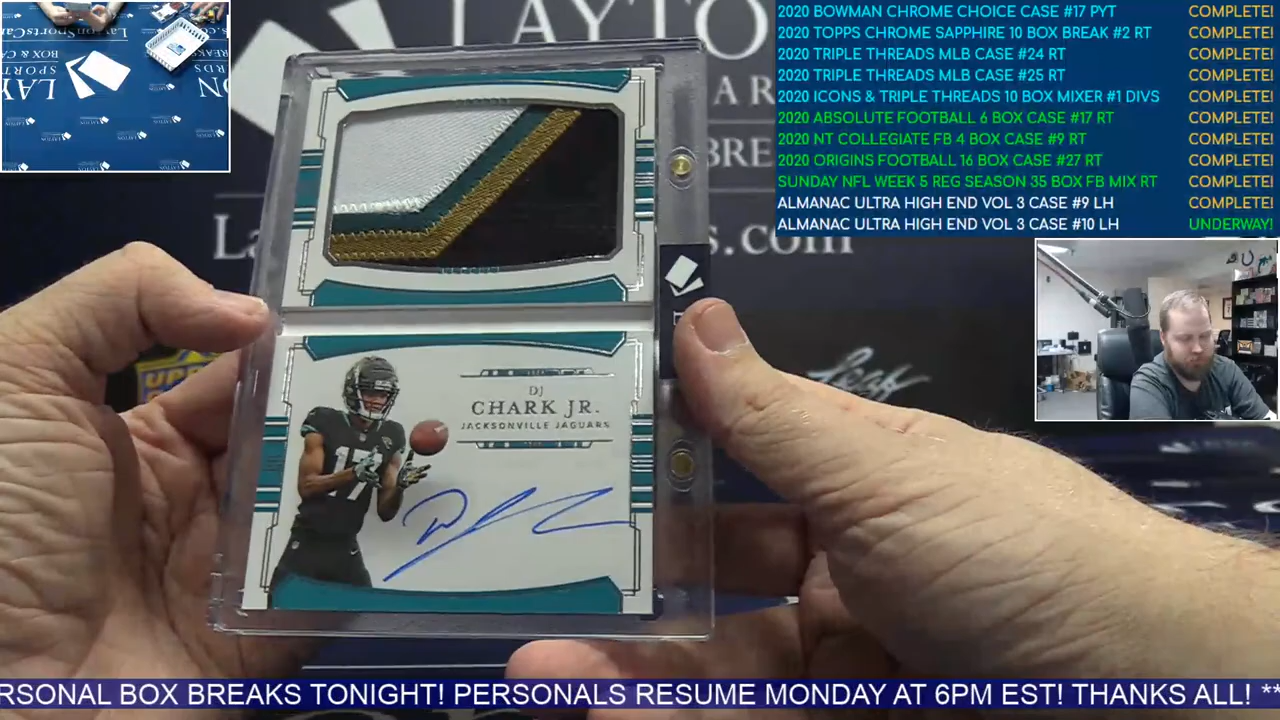 2020 BOWMAN CHROME CHOICE CASE #17 PYT COMPLETE!
2020 TOPPS CHROME SAPPHIRE 10 BOX BREAK #2 RT COMPLETE!
2020 TRIPLE THREADS MLB CASE #24 RT COMPLETE!
2020 TRIPLE THREADS MLB CASE #25 RT COMPLETE!
2020 ICONS & TRIPLE THREADS 10 BOX MIXER #1 DIVS COMPLETE!
2020 ABSOLUTE FOOTBALL 6 BOX CASE #17 RT COMPLETE!
2020 NT COLLEGIATE FB 4 BOX CASE #9 RT COMPLETE!
2020 ORIGINS FOOTBALL 16 BOX CASE #27 RT COMPLETE!
SUNDAY NFL WEEK 5 REG SEASON 35 BOX FB MIX RT COMPLETE!
ALMANAC ULTRA HIGH END VOL 3 CASE #9 LH COMPLETE!
ALMANAC ULTRA HIGH END VOL 3 CASE #10 LH UNDERWAY!
LAYTO
s.com
UPP
Leaf
DJ
CHARK JR.
JACKSONVILLE JAGUARS
17
RSONAL BOX BREAKS TONIGHT! PERSONALS RESUME MONDAY AT 6PM EST! THANKS ALL! **